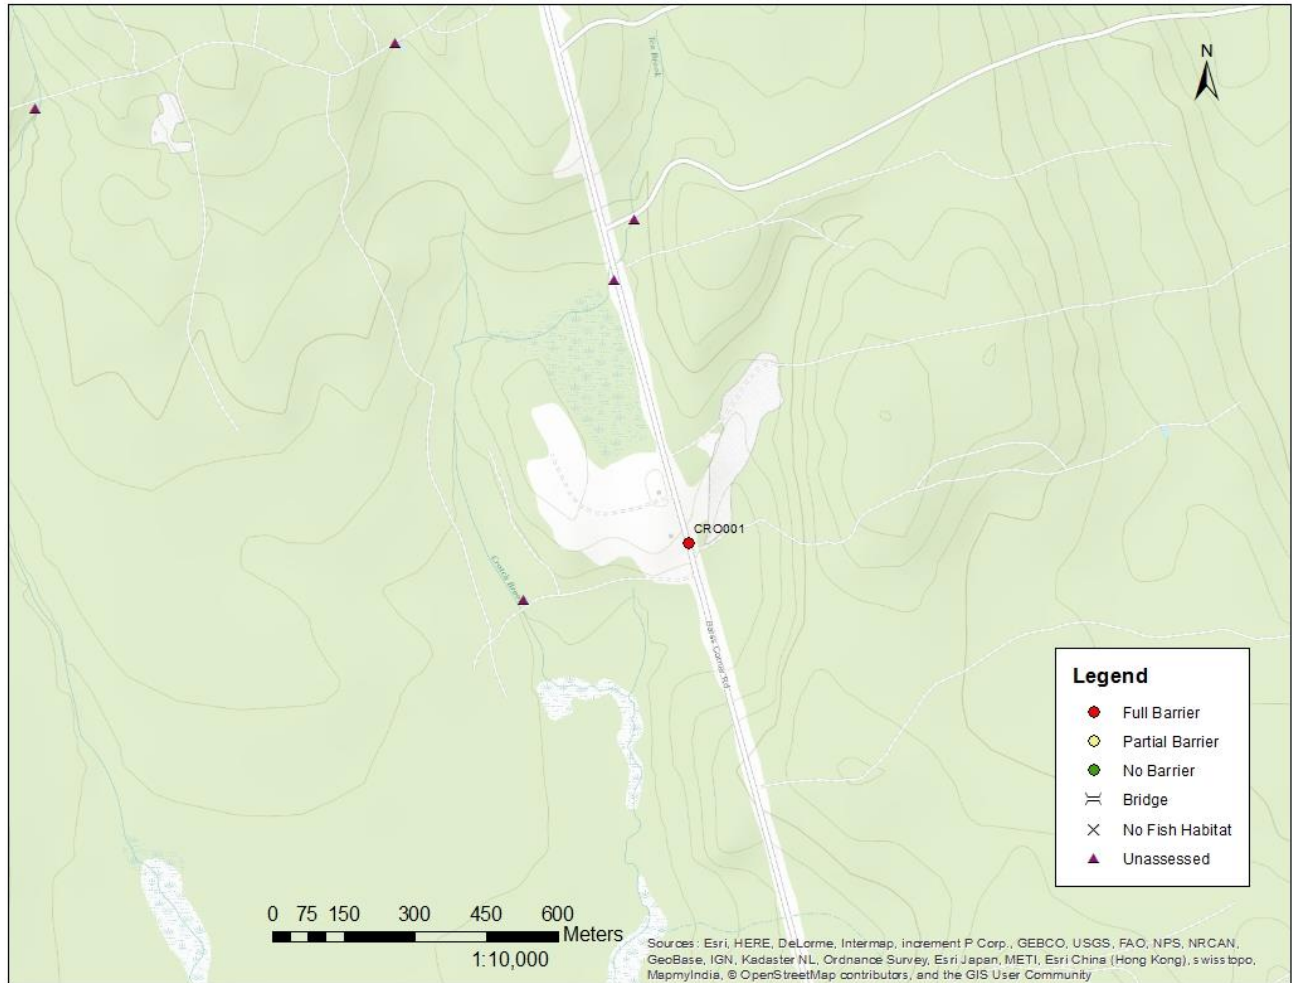 N
CRO001
Legend
Full Barrier
Partial Barrier
No Barrier
Bridge
No Fish Habitat
Unassessed
0 75 150 300 450 600
Meters
1:10,000
Sources: Esri, HERE, DeLorme, Intermap, increment P Corp., GEBCO, USGS, FAO, NPS, NRCAN,
GeoBase, IGN, Kadaster NL, Ordnance Survey, Esri Japan, METI, Esri China (Hong Kong), swisstopo,
MapmyIndia, © OpenStreetMap contributors, and the GIS User Community